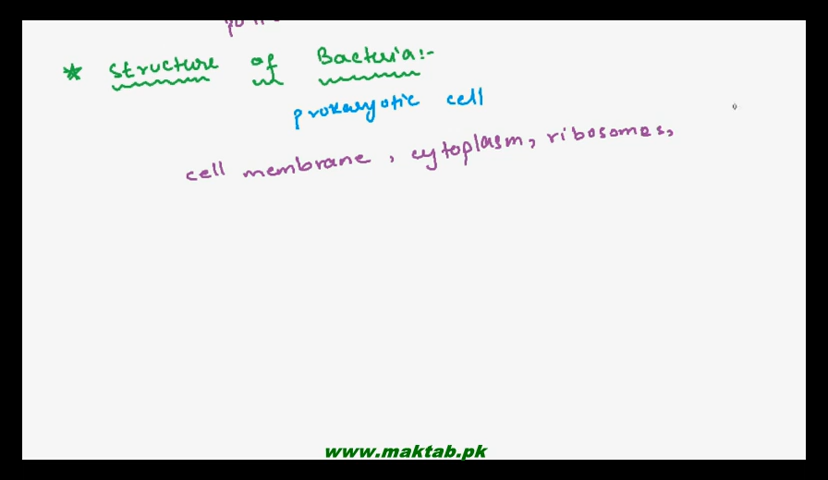 * Structure of Bacteria:-
prokaryotic cell
cell membrane, cytoplasm, ribosomes,
www.maktab.pk